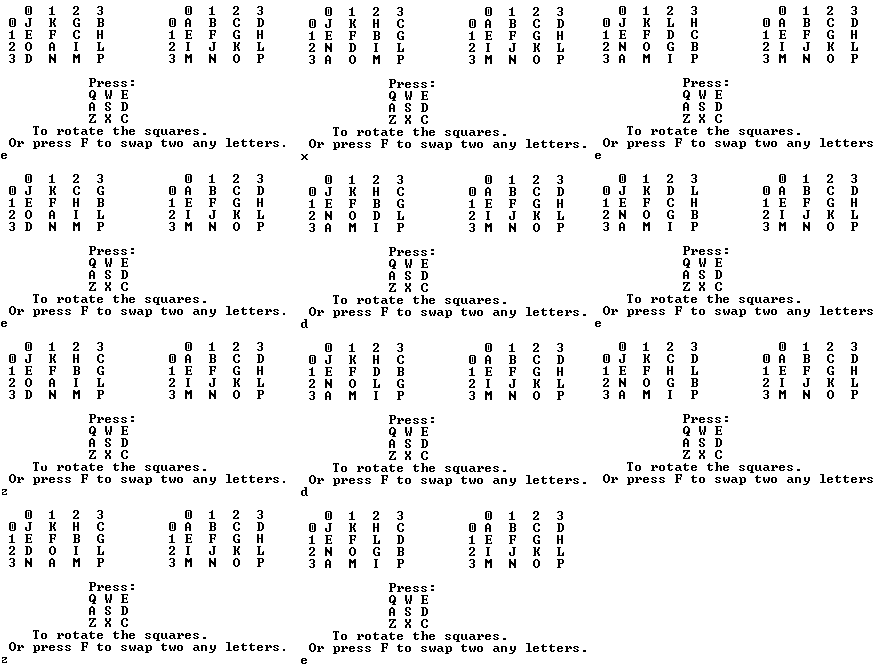 0 1 2 3 0 1 2 3
0 J K G B 0 A B C D
1 E F C H 1 E F G H
2 O A I L 2 I J K L
3 D N M P 3 M N O P
Press:
Q W E
A S D
Z X C
To rotate the squares.
Or press F to swap two any letters.
e
0 1 2 3 0 1 2 3
0 J K C G 0 A B C D
1 E F H B 1 E F G H
2 O A I L 2 I J K L
3 D N M P 3 M N O P
Press:
Q W E
A S D
Z X C
To rotate the squares.
Or press F to swap two any letters.
e
0 1 2 3 0 1 2 3
0 J K H C 0 A B C D
1 E F B G 1 E F G H
2 O A I L 2 I J K L
3 D N M P 3 M N O P
Press:
Q W E
A S D
Z X C
To rotate the squares.
Or press F to swap two any letters.
z
0 1 2 3 0 1 2 3
0 J K H C 0 A B C D
1 E F B G 1 E F G H
2 D O I L 2 I J K L
3 N A M P 3 M N O P
Press:
Q W E
A S D
Z X C
To rotate the squares.
Or press F to swap two any letters.
z
0 1 2 3 0 1 2 3
0 J K H C 0 A B C D
1 E F B G 1 E F G H
2 N D I L 2 I J K L
3 A O M P 3 M N O P
Press:
Q W E
A S D
Z X C
To rotate the squares.
Or press F to swap two any letters.
x
0 1 2 3 0 1 2 3
0 J K H C 0 A B C D
1 E F B G 1 E F G H
2 N O D L 2 I J K L
3 A M I P 3 M N O P
Press:
Q W E
A S D
Z X C
To rotate the squares.
Or press F to swap two any letters.
d
0 1 2 3 0 1 2 3
0 J K H C 0 A B C D
1 E F D B 1 E F G H
2 N O L G 2 I J K L
3 A M I P 3 M N O P
Press:
Q W E
A S D
Z X C
To rotate the squares.
Or press F to swap two any letters.
d
0 1 2 3 0 1 2 3
0 J K H C 0 A B C D
1 E F L D 1 E F G H
2 N O G B 2 I J K L
3 A M I P 3 M N O P
Press:
Q W E
A S D
Z X C
To rotate the squares.
Or press F to swap two any letters.
e
0 1 2 3 0 1 2 3
0 J K L H 0 A B C D
1 E F D C 1 E F G H
2 N O G B 2 I J K L
3 A M I P 3 M N O P
Press:
Q W E
A S D
Z X C
To rotate the squares.
Or press F to swap two any letters
e
0 1 2 3 0 1 2 3
0 J K D L 0 A B C D
1 E F C H 1 E F G H
2 N O G B 2 I J K L
3 A M I P 3 M N O P
Press:
Q W E
A S D
Z X C
To rotate the squares.
Or press F to swap two any letters
e
0 1 2 3 0 1 2 3
0 J K C D 0 A B C D
1 E F H L 1 E F G H
2 N O G B 2 I J K L
3 A M I P 3 M N O P
Press:
Q W E
A S D
Z X C
To rotate the squares.
Or press F to swap two any letters